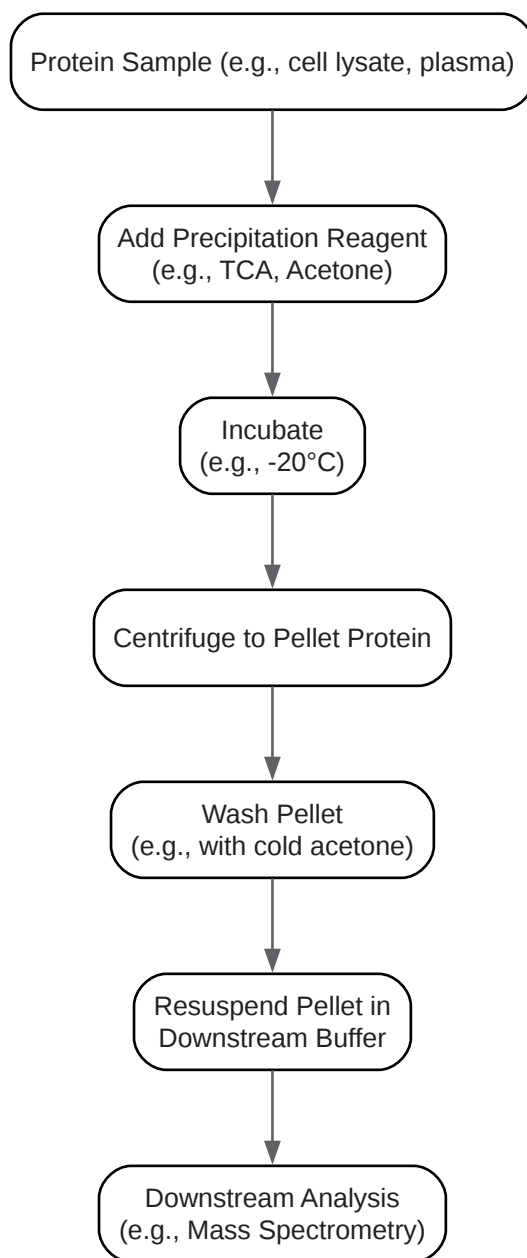 Protein Sample (e.g., cell lysate, plasma)
Add Precipitation Reagent
(e.g., TCA, Acetone)
Incubate
(e.g., -20°C)
Centrifuge to Pellet Protein
Wash Pellet
(e.g., with cold acetone)
Resuspend Pellet in
Downstream Buffer
Downstream Analysis
(e.g., Mass Spectrometry)